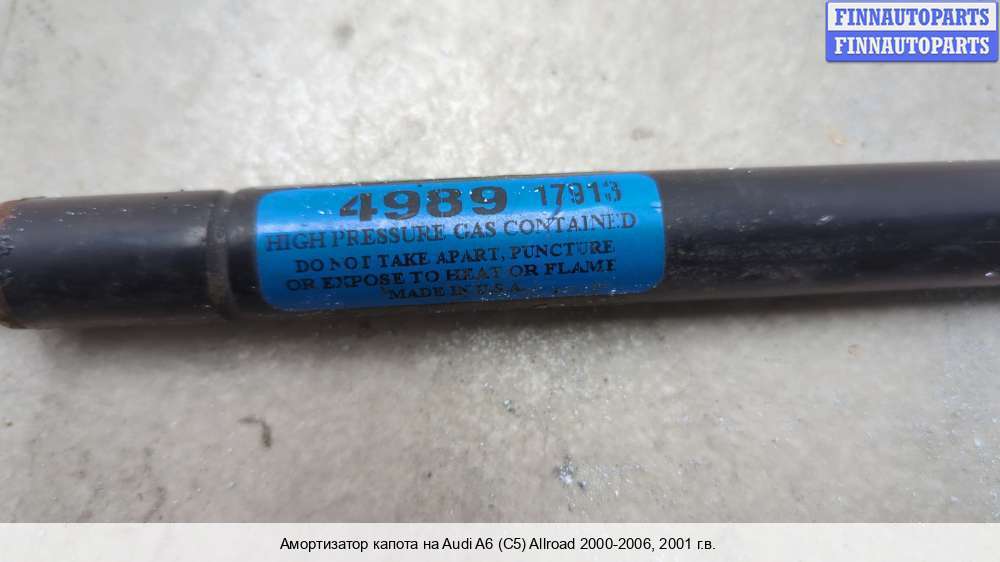 FINNAUTOPARTS
FINNAUTOPARTS
4989 17913
HIGH PRESSURE GAS CONTAINED
DO NOT TAKE APART, PUNCTURE
OR EXPOSE TO HEAT OR FLAME
MADE IN U.S.A.
Амортизатор капота на Audi A6 (C5) Allroad 2000-2006, 2001 г.в.